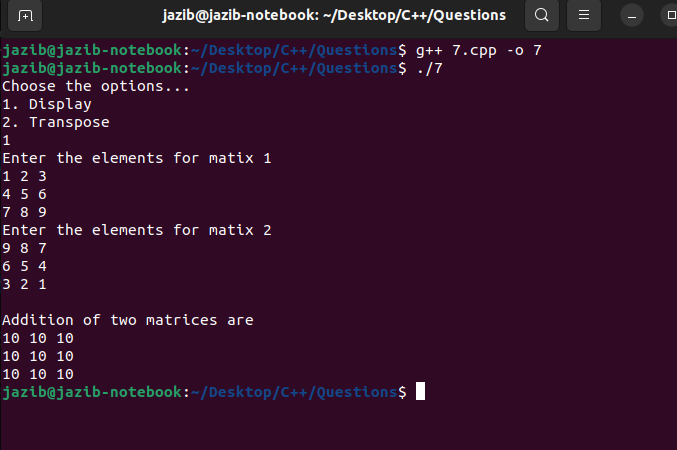 jazib@jazib-notebook: ~/Desktop/C++/Questions
jazib@jazib-notebook:~/Desktop/C++/Questions$ g++ 7.cpp -o 7
jazib@jazib-notebook:~/Desktop/C++/Questions$ ./7
Choose the options...
1. Display
2. Transpose
1
Enter the elements for matix 1
1 2 3
4 5 6
7 8 9
Enter the elements for matix 2
9 8 7
6 5 4
3 2 1
Addition of two matrices are
10 10 10
10 10 10
10 10 10
jazib@jazib-notebook:~/Desktop/C++/Questions$